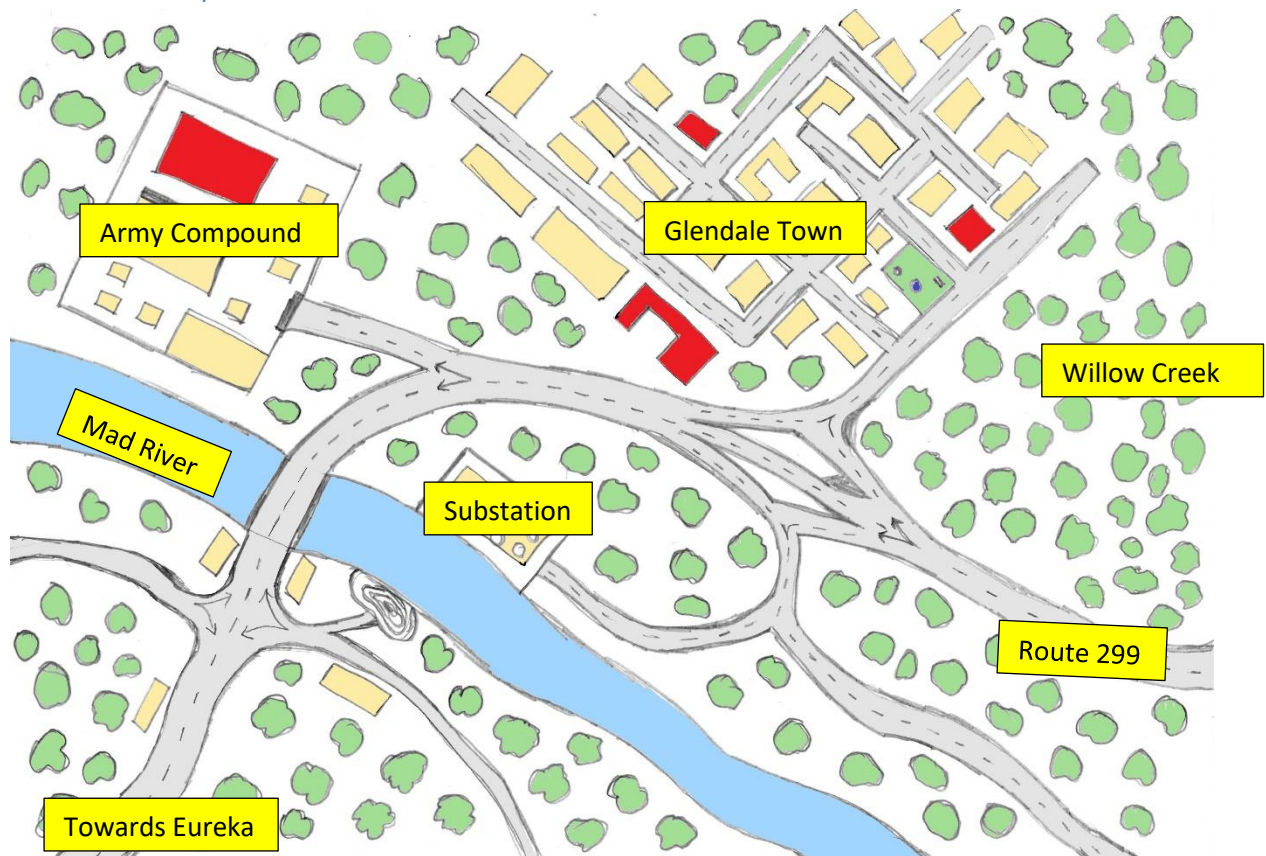 Army Compound
Glendale Town
Willow Creek
Mad River
Substation
Route 299
Towards Eureka